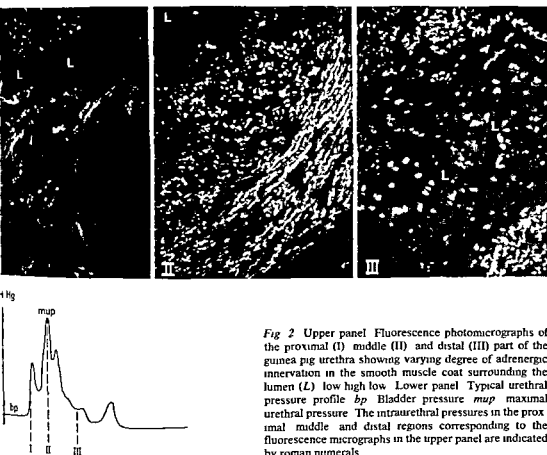 L
L L
L
L
II
III
Hg
mup
bp
I II III
Fig 2 Upper panel Fluorescence photomicrographs of
the proximal (I) middle (II) and distal (III) part of the
guinea pig urethra showing varying degree of adrenergic
innervation in the smooth muscle coat surrounding the
lumen (L) low high low Lower panel Typical urethral
pressure profile bp Bladder pressure mup maximal
urethral pressure The intraurethral pressures in the prox
imal middle and distal regions corresponding to the
fluorescence micrographs in the upper panel are indicated
by roman numerals